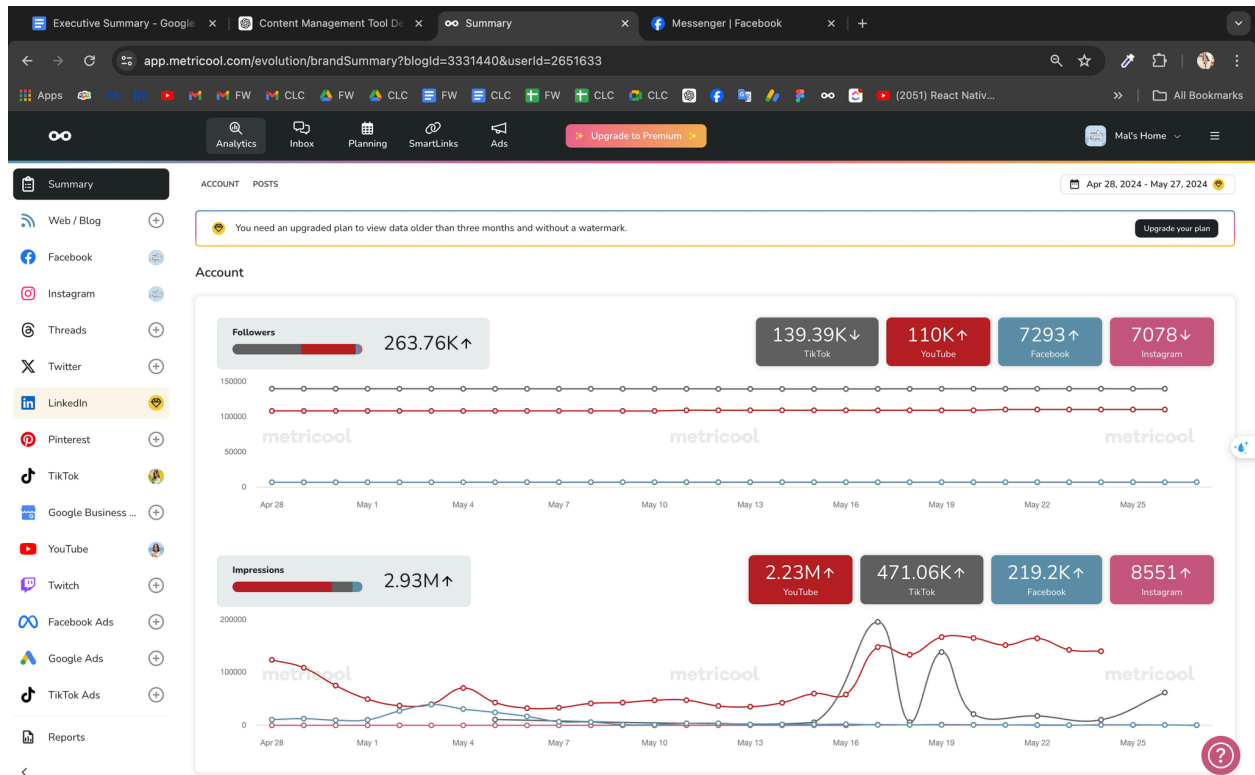 Executive Summary - Google
Content Management Tool De
Summary
Messenger | Facebook
app.metricool.com/evolution/brandSummary?blogId=3331440&userId=2651633
Apps
FW
CLC
FW
CLC
FW
CLC
FW
CLC
CLC
(2051) React Nativ...
All Bookmarks
Analytics
Inbox
Planning
SmartLinks
Ads
Upgrade to Premium
Mal's Home
Summary
Web / Blog
Facebook
Instagram
Threads
Twitter
LinkedIn
Pinterest
TikTok
Google Business ...
YouTube
Twitch
Facebook Ads
Google Ads
TikTok Ads
Reports
ACCOUNT POSTS
Apr 28, 2024 - May 27, 2024
You need an upgraded plan to view data older than three months and without a watermark.
Upgrade your plan
Account
Followers
263.76K↑
139.39K↓
TikTok
110K↑
YouTube
7293↑
Facebook
7078↓
Instagram
150000
100000
50000
0
metricool metricool metricool
Apr 28 May 1 May 4 May 7 May 10 May 13 May 16 May 19 May 22 May 25
Impressions
2.93M↑
2.23M↑
YouTube
471.06K↑
TikTok
219.2K↑
Facebook
8551↑
Instagram
200000
100000
0
metricool metricool metricool
Apr 28 May 1 May 4 May 7 May 10 May 13 May 16 May 19 May 22 May 25